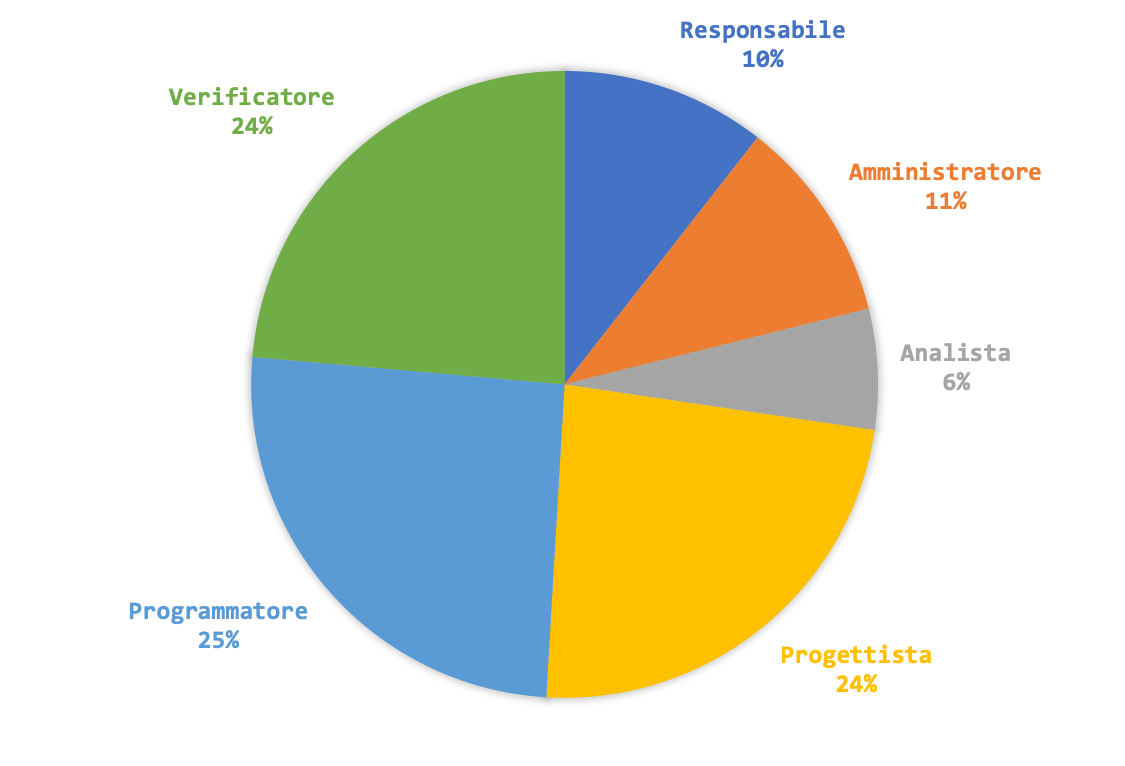 Responsabile
10%
Amministratore
11%
Analista
6%
Progettista
24%
Programmatore
25%
Verificatore
24%